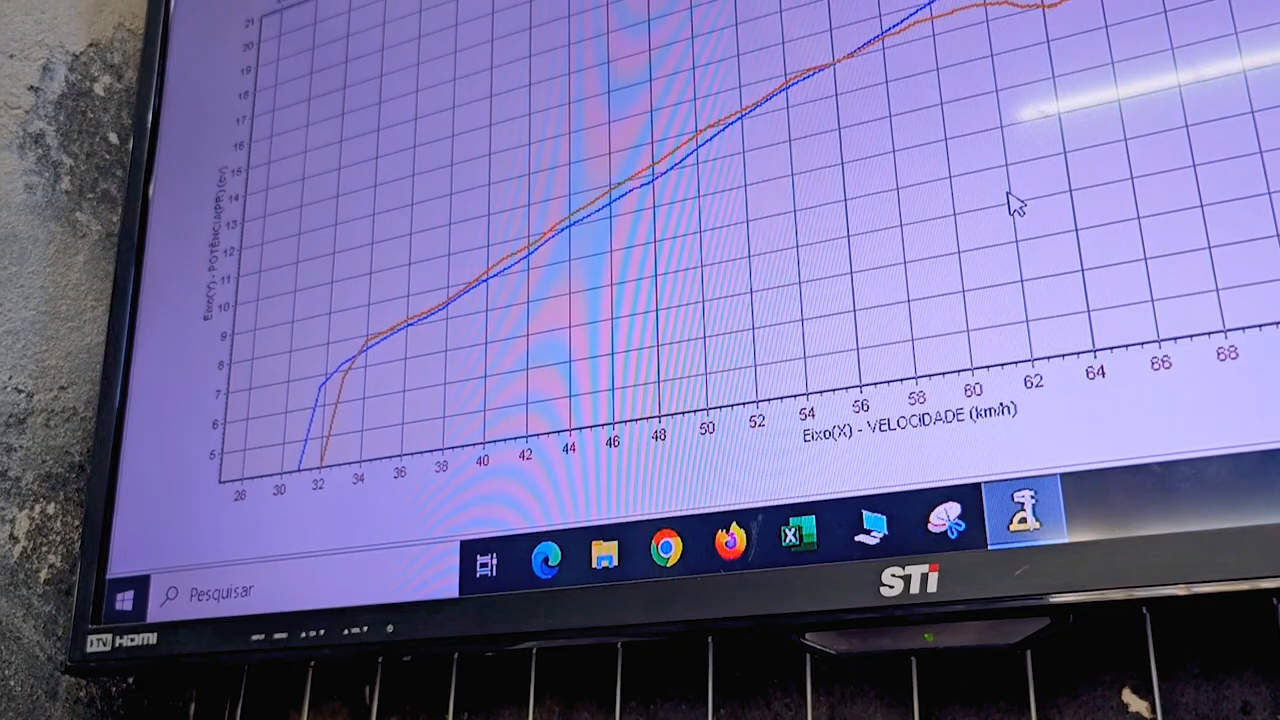 21
20
19
18
17
16
15
14
13
12
11
10
9
8
7
6
5
Eixo(Y) - POTÊNCIA(PR) (cv)
28 30 32 34 36 38 40 42 44 46 48 50 52 54 56 58 60 62 64 66 68
Eixo(X) - VELOCIDADE (km/h)
Pesquisar
STi
DTV HDMI